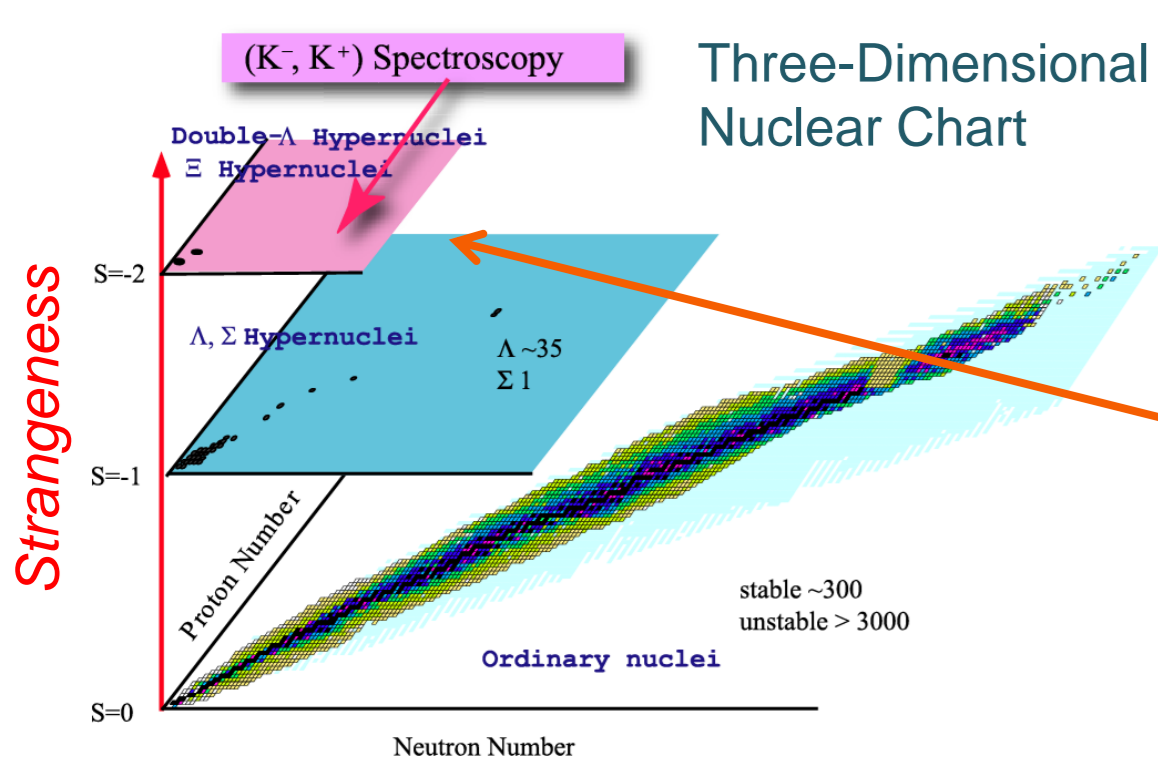 (K⁻, K⁺) Spectroscopy
Three-Dimensional
Nuclear Chart
Double-Λ Hypernuclei
Ξ Hypernuclei
S=-2
Λ, Σ Hypernuclei
Λ ~35
Σ 1
S=-1
Strangeness
Proton Number
stable ~300
unstable > 3000
Ordinary nuclei
S=0
Neutron Number